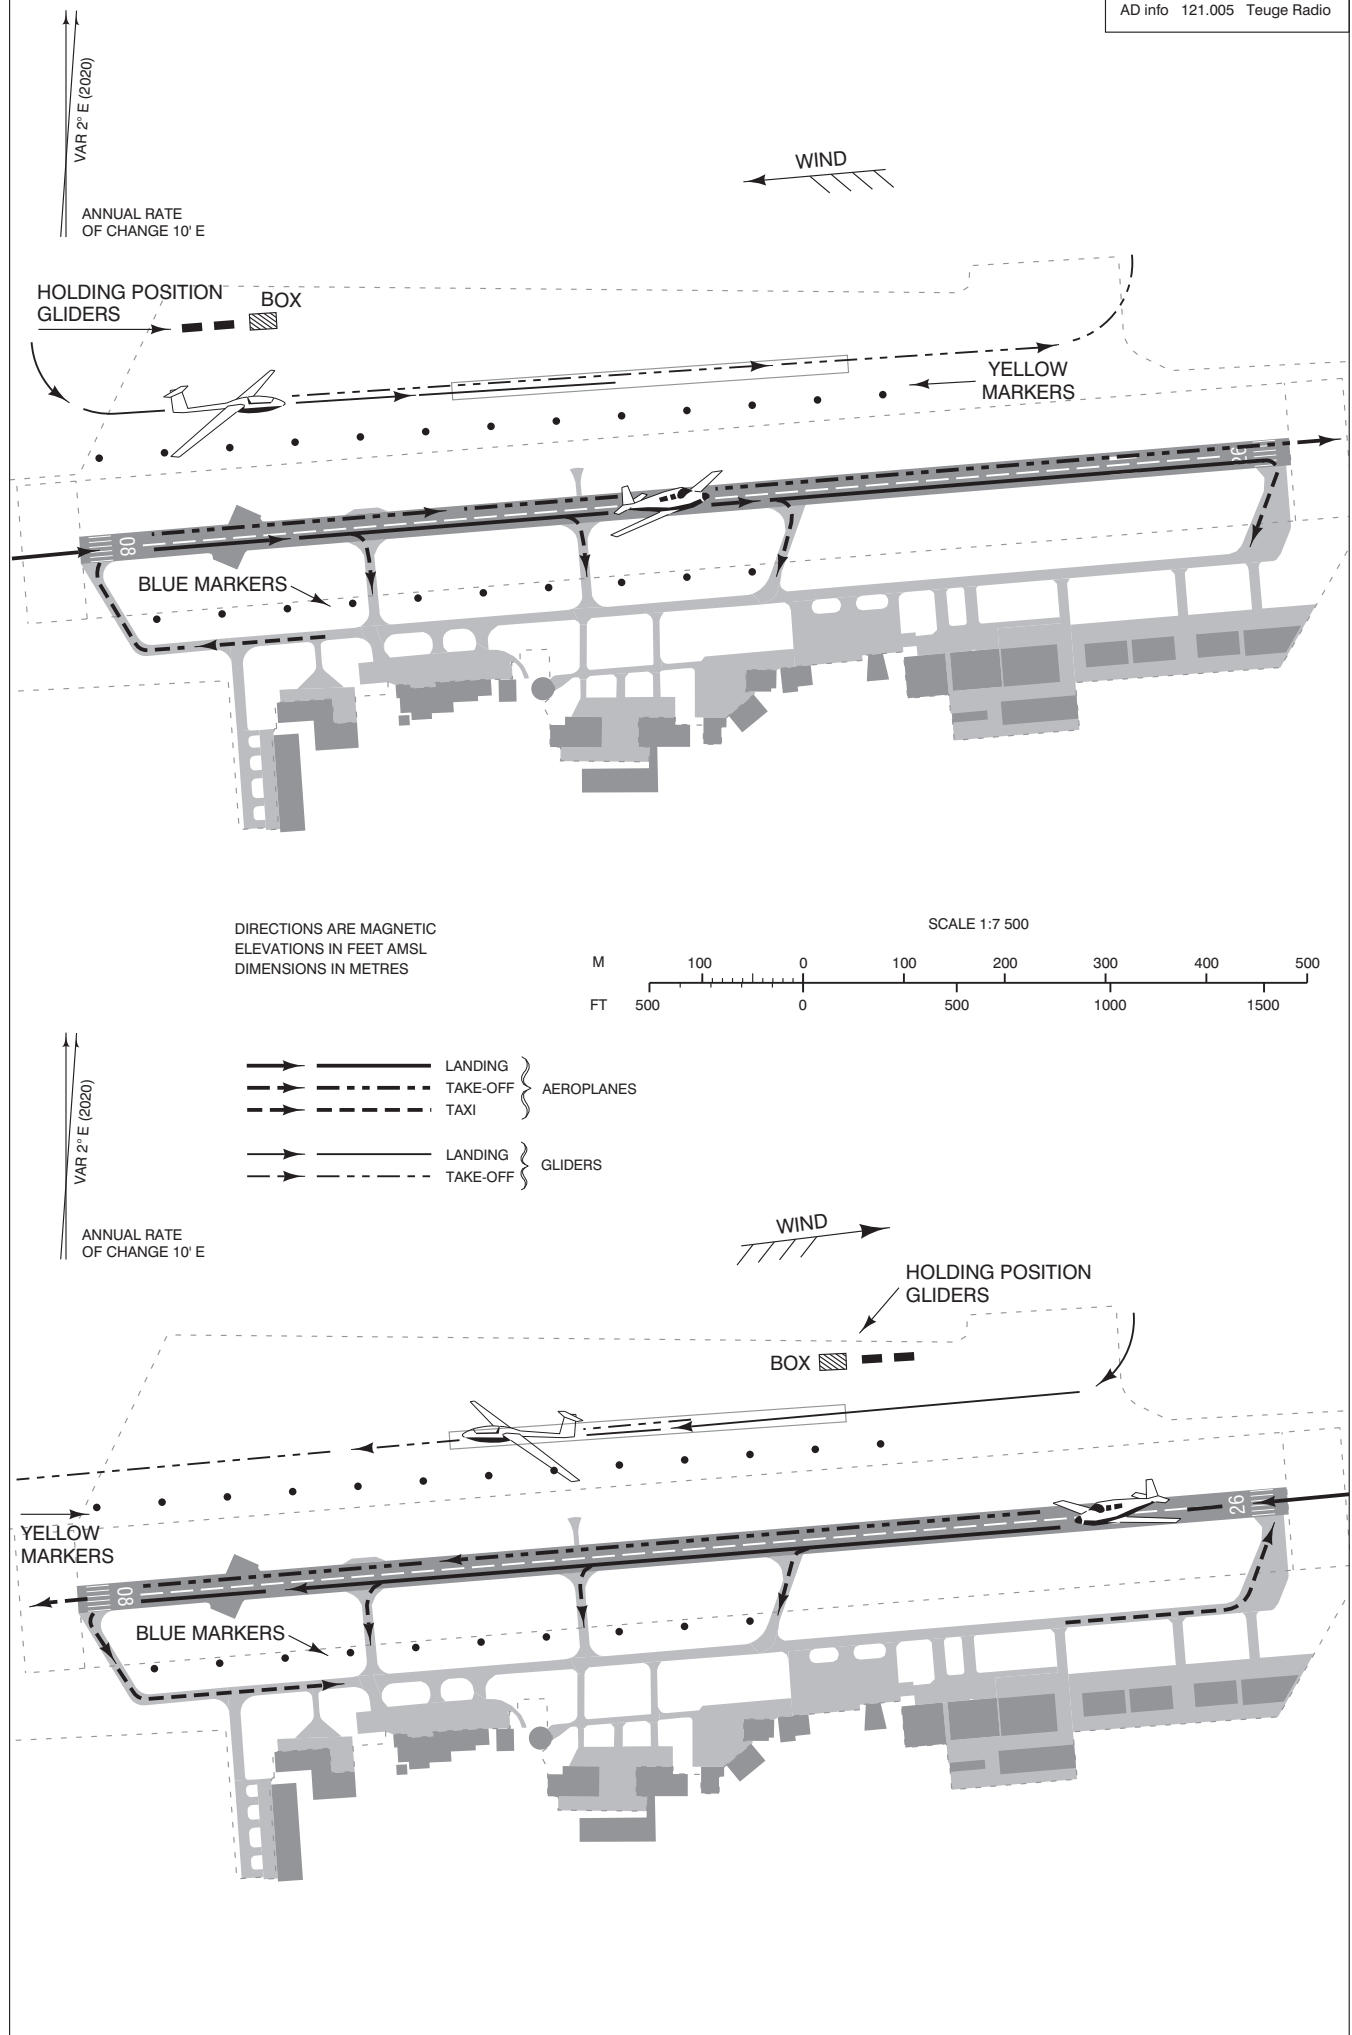 AD info 121.005 Teuge Radio
VAR 2° E (2020)
WIND
ANNUAL RATE
OF CHANGE 10' E
HOLDING POSITION
GLIDERS
BOX
YELLOW
MARKERS
26
08
BLUE MARKERS
DIRECTIONS ARE MAGNETIC
ELEVATIONS IN FEET AMSL
DIMENSIONS IN METRES
SCALE 1:7 500
M 100 0 100 200 300 400 500
FT 500 0 500 1000 1500
VAR 2° E (2020)
LANDING
TAKE-OFF
TAXI
AEROPLANES
LANDING
TAKE-OFF
GLIDERS
ANNUAL RATE
OF CHANGE 10' E
WIND
HOLDING POSITION
GLIDERS
BOX
26
YELLOW
MARKERS
08
BLUE MARKERS